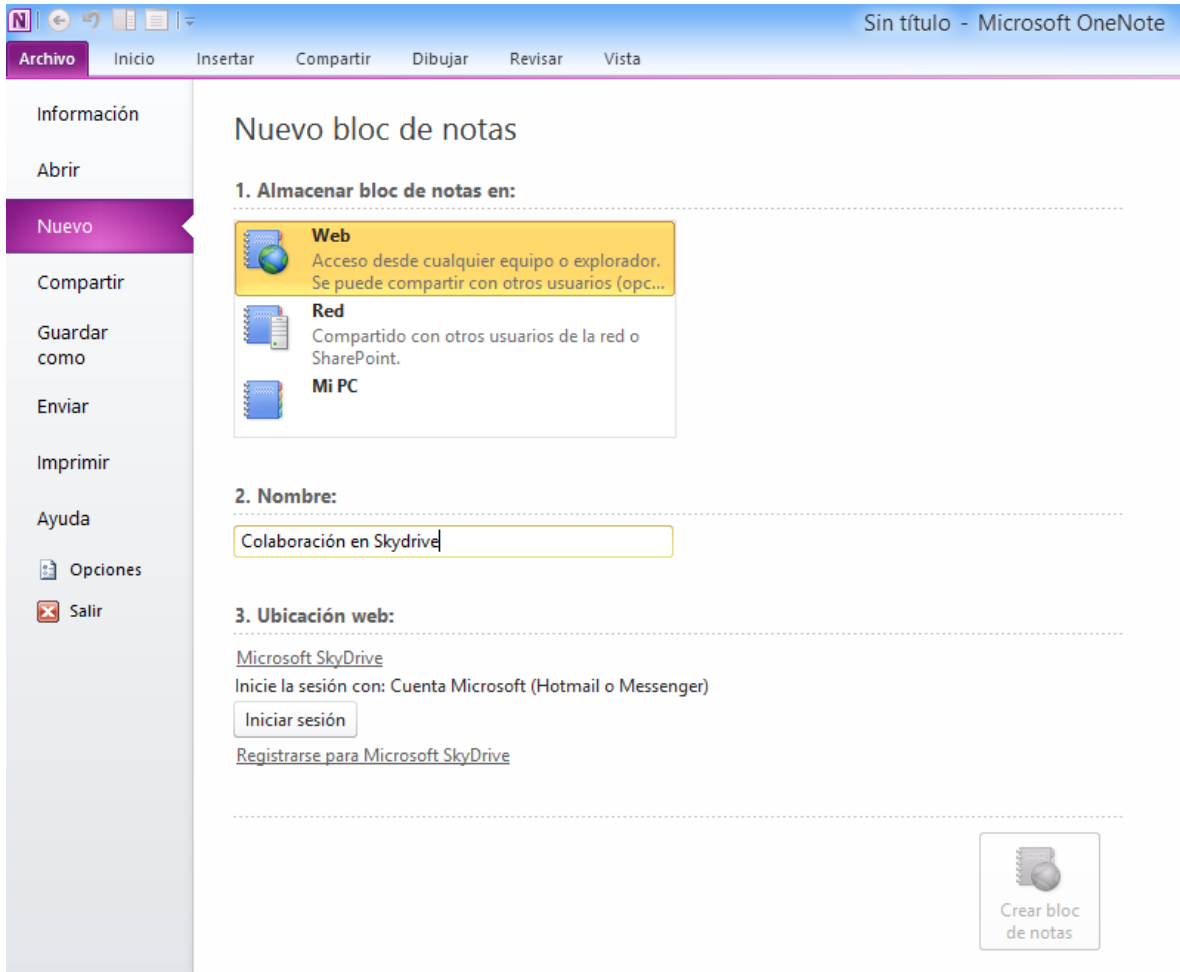 Sin título - Microsoft OneNote
Archivo Inicio Insertar Compartir Dibujar Revisar Vista
Información
Abrir
Nuevo
Compartir
Guardar
como
Enviar
Imprimir
Ayuda
Opciones
Salir
Nuevo bloc de notas
1. Almacenar bloc de notas en:
Web
Acceso desde cualquier equipo o explorador.
Se puede compartir con otros usuarios (opc...
Red
Compartido con otros usuarios de la red o
SharePoint.
Mi PC
2. Nombre:
Colaboración en Skydrive
3. Ubicación web:
Microsoft SkyDrive
Inicie la sesión con: Cuenta Microsoft (Hotmail o Messenger)
Iniciar sesión
Registrarse para Microsoft SkyDrive
Crear bloc
de notas